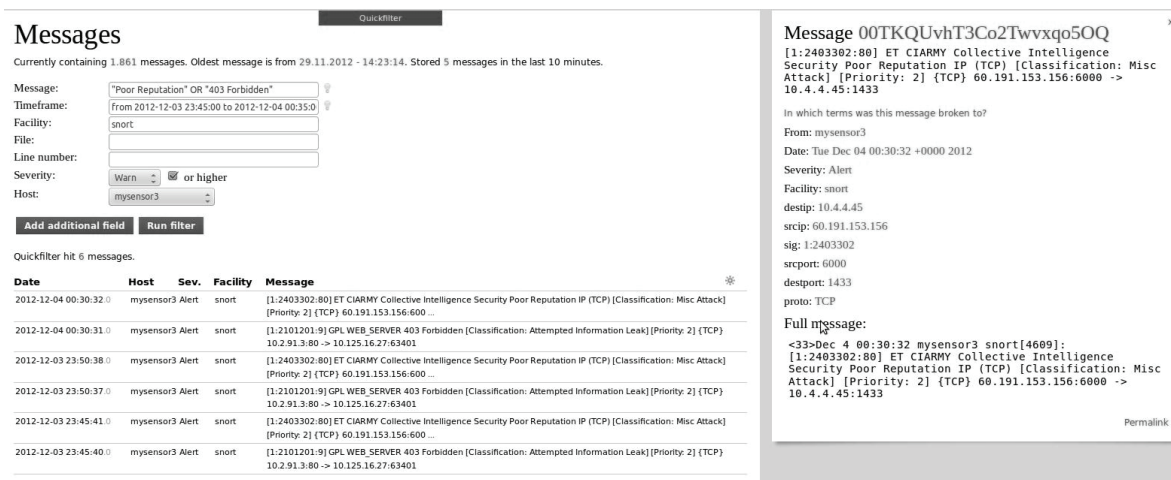 Quickfilter
Messages
Currently containing 1.861 messages. Oldest message is from 29.11.2012 - 14:23:14. Stored 5 messages in the last 10 minutes.
Message: "Poor Reputation" OR "403 Forbidden"
Timeframe: from 2012-12-03 23:45:00 to 2012-12-04 00:35:0
Facility: snort
File:
Line number:
Severity: Warn or higher
Host: mysensor3
Add additional field Run filter
Quickfilter hit 6 messages.
Date Host Sev. Facility Message
2012-12-04 00:30:32.0 mysensor3 Alert snort [1:2403302:80] ET CIARMY Collective Intelligence Security Poor Reputation IP (TCP) [Classification: Misc Attack]
[Priority: 2] {TCP} 60.191.153.156:600 ...
2012-12-04 00:30:31.0 mysensor3 Alert snort [1:2101201:9] GPL WEB_SERVER 403 Forbidden [Classification: Attempted Information Leak] [Priority: 2] {TCP}
10.2.91.3:80 -> 10.125.16.27:63401
2012-12-03 23:50:38.0 mysensor3 Alert snort [1:2403302:80] ET CIARMY Collective Intelligence Security Poor Reputation IP (TCP) [Classification: Misc Attack]
[Priority: 2] {TCP} 60.191.153.156:600 ...
2012-12-03 23:50:37.0 mysensor3 Alert snort [1:2101201:9] GPL WEB_SERVER 403 Forbidden [Classification: Attempted Information Leak] [Priority: 2] {TCP}
10.2.91.3:80 -> 10.125.16.27:63401
2012-12-03 23:45:41.0 mysensor3 Alert snort [1:2403302:80] ET CIARMY Collective Intelligence Security Poor Reputation IP (TCP) [Classification: Misc Attack]
[Priority: 2] {TCP} 60.191.153.156:600 ...
2012-12-03 23:45:40.0 mysensor3 Alert snort [1:2101201:9] GPL WEB_SERVER 403 Forbidden [Classification: Attempted Information Leak] [Priority: 2] {TCP}
10.2.91.3:80 -> 10.125.16.27:63401
Message 00TKQUvhT3Co2Twvxqo5OQ
[1:2403302:80] ET CIARMY Collective Intelligence
Security Poor Reputation IP (TCP) [Classification: Misc
Attack] [Priority: 2] {TCP} 60.191.153.156:6000 ->
10.4.4.45:1433
In which terms was this message broken to?
From: mysensor3
Date: Tue Dec 04 00:30:32 +0000 2012
Severity: Alert
Facility: snort
destip: 10.4.4.45
srcip: 60.191.153.156
sig: 1:2403302
srcport: 6000
destport: 1433
proto: TCP
Full message:
<33>Dec 4 00:30:32 mysensor3 snort[4609]:
[1:2403302:80] ET CIARMY Collective Intelligence
Security Poor Reputation IP (TCP) [Classification: Misc
Attack] [Priority: 2] {TCP} 60.191.153.156:6000 ->
10.4.4.45:1433
Permalink